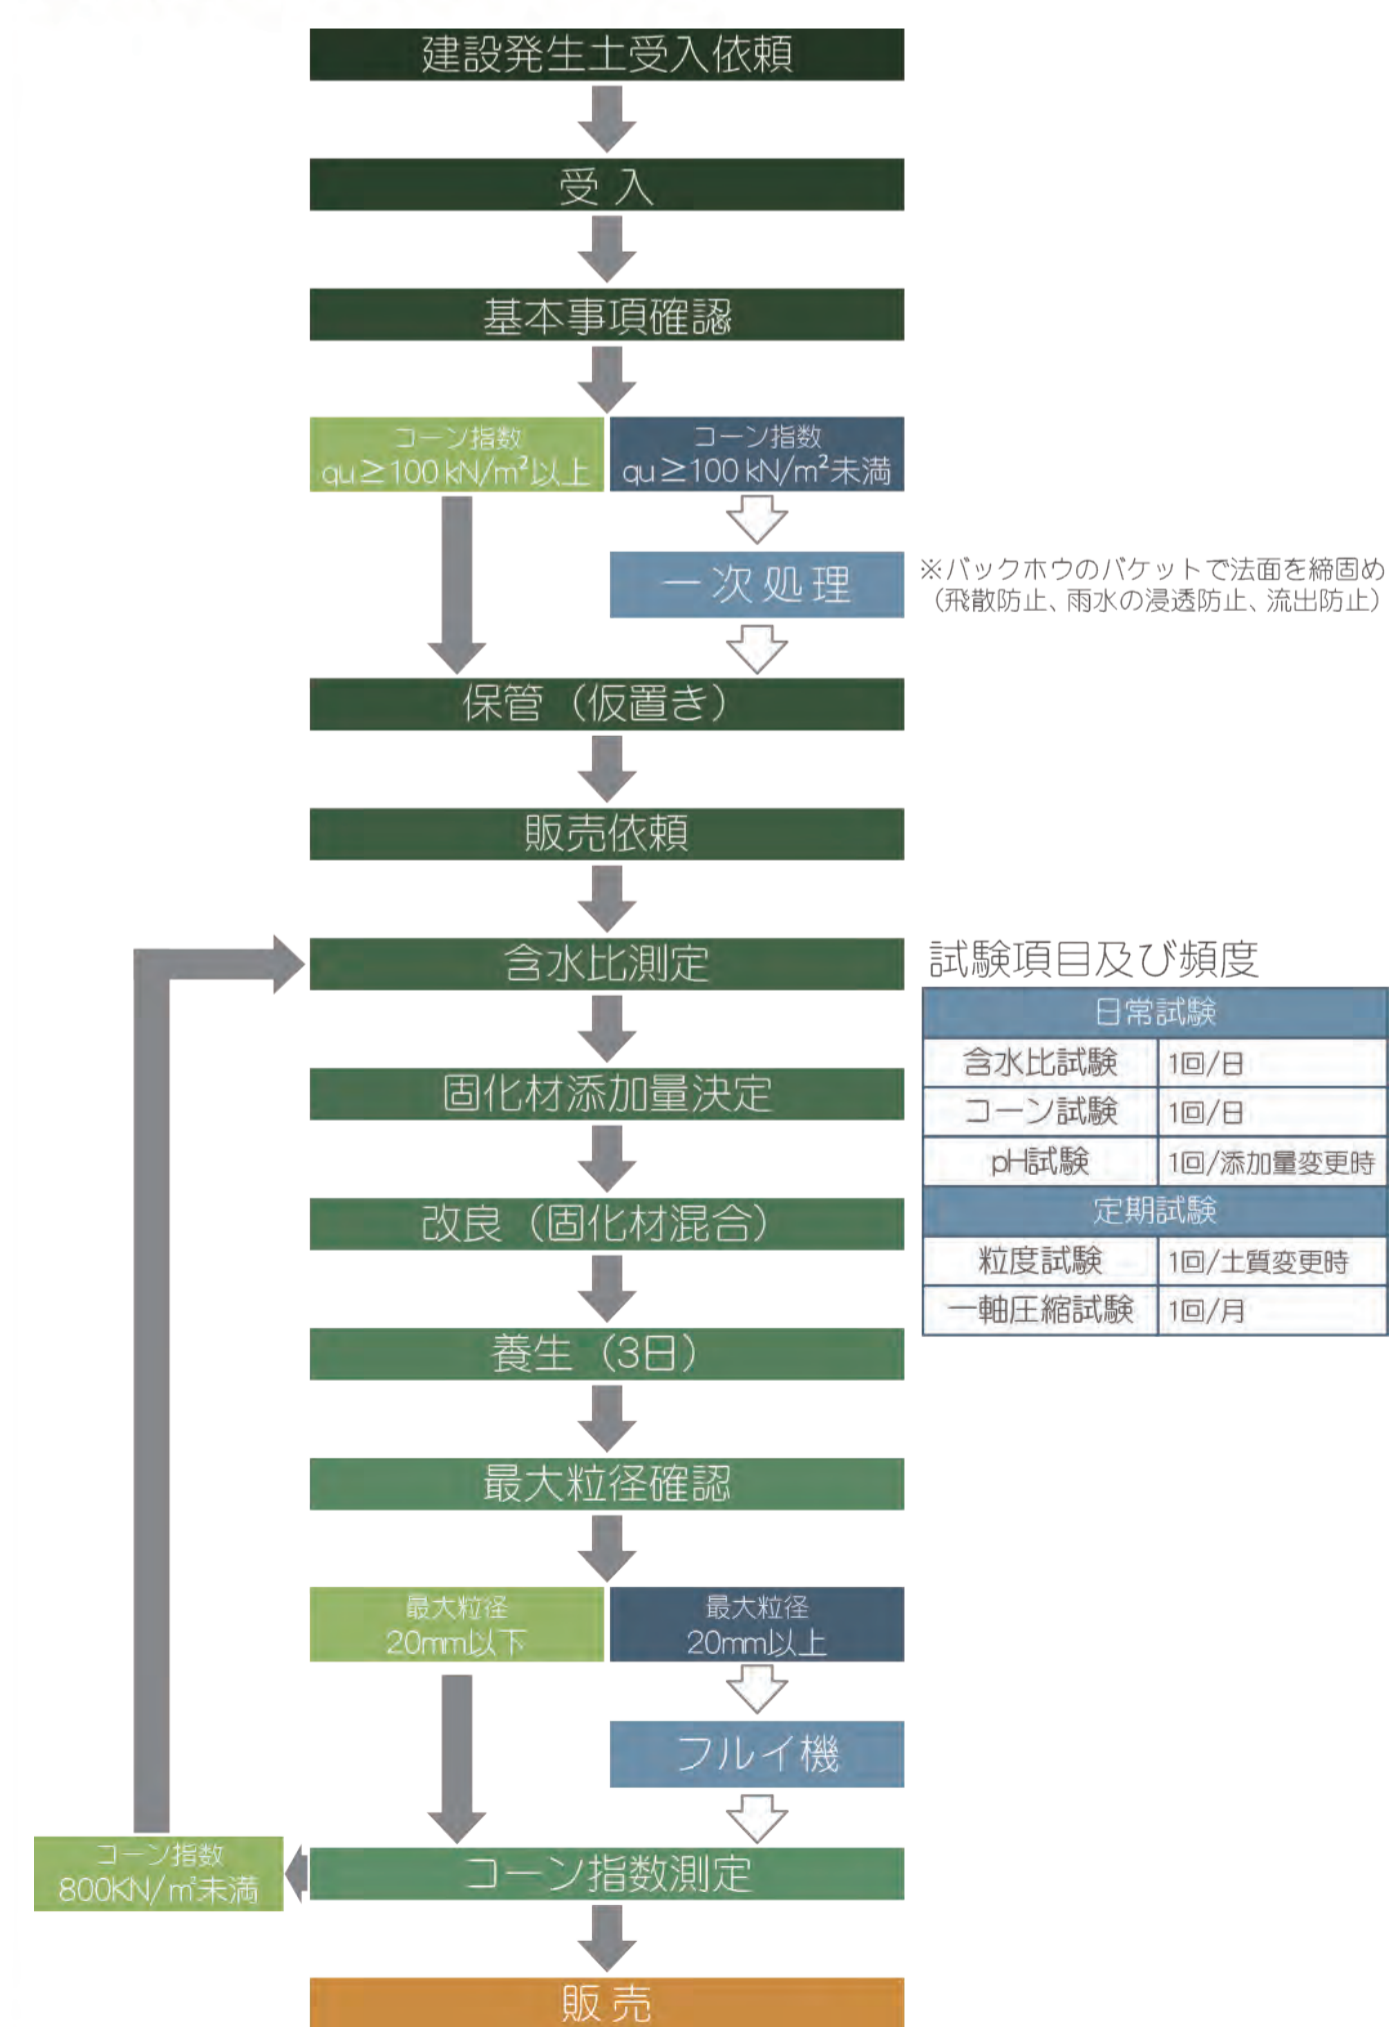 建設発生土受入依頼
受入
基本事項確認
コーン指数
qu≧100kN/m²以上
コーン指数
qu≧100kN/m²未満
一次処理
※バックホウのバケットで法面を締固め
（飛散防止、雨水の浸透防止、流出防止）
保管（仮置き）
販売依頼
含水比測定
固化材添加量決定
改良（固化材混合）
養生（3日）
最大粒径確認
最大粒径
20mm以下
最大粒径
20mm以上
フルイ機
コーン指数測定
コーン指数
800KN/㎡未満
販売
試験項目及び頻度
日常試験
含水比試験 1回/日
コーン試験 1回/日
pH試験 1回/添加量変更時
定期試験
粒度試験 1回/土質変更時
一軸圧縮試験 1回/月